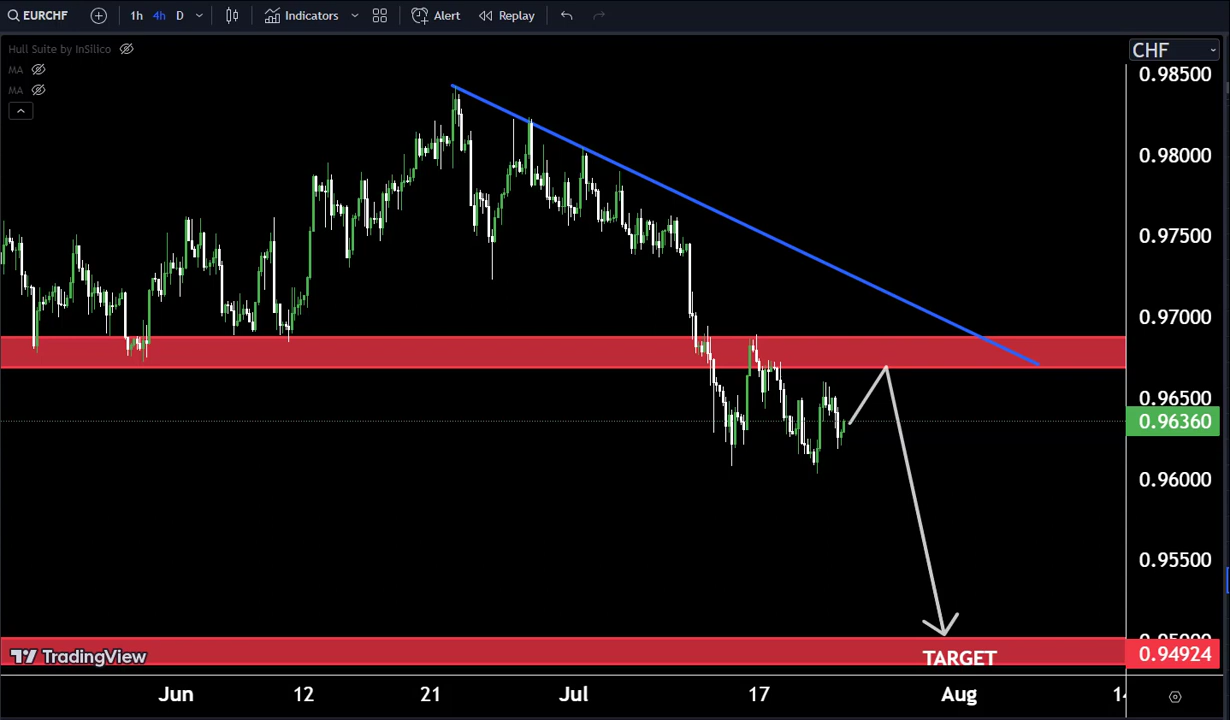 EURCHF 1h 4h D Indicators Alert Replay
Hull Suite by InSilico
MA
MA
CHF
0.98500
0.98000
0.97500
0.97000
0.96500
0.96360
0.96000
0.95500
0.94924
TARGET
TradingView
Jun 12 21 Jul 17 Aug